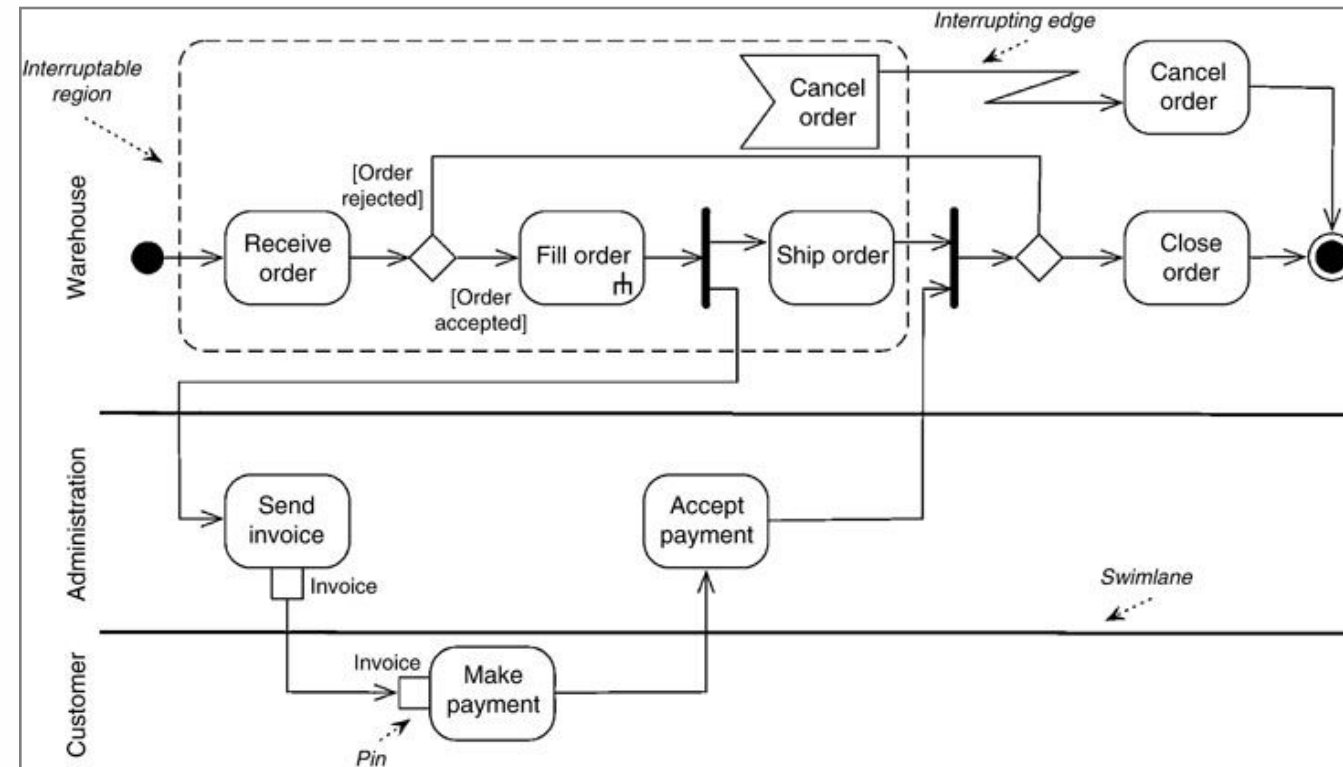 Interrupting edge
Interruptable
region
Cancel
order
Cancel
order
Warehouse
[Order
rejected]
Receive
order
Fill order
[Order
accepted]
Ship order
Close
order
Administration
Send
invoice
Invoice
Accept
payment
Swimlane
Customer
Invoice
Make
payment
Pin